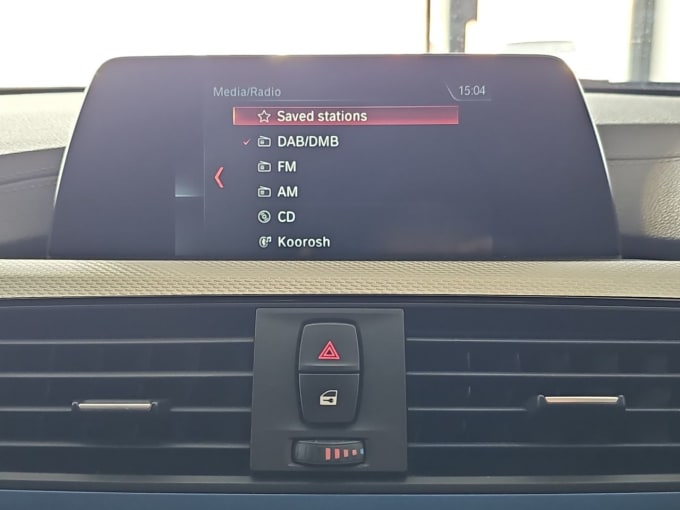 Media/Radio 15:04
Saved stations
DAB/DMB
FM
AM
CD
Koorosh